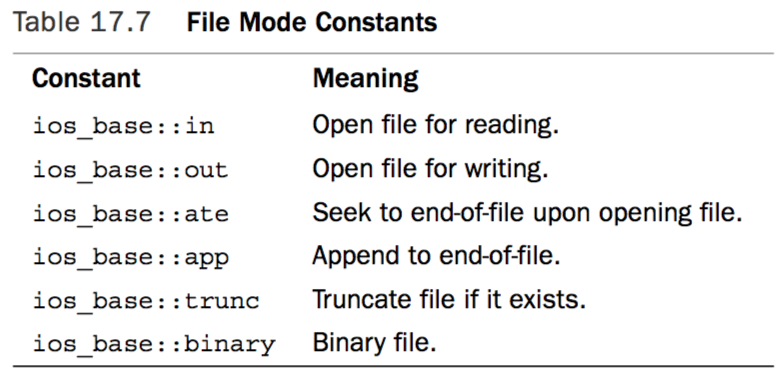 Table 17.7 File Mode Constants
Constant Meaning
ios_base::in Open file for reading.
ios_base::out Open file for writing.
ios_base::ate Seek to end-of-file upon opening file.
ios_base::app Append to end-of-file.
ios_base::trunc Truncate file if it exists.
ios_base::binary Binary file.